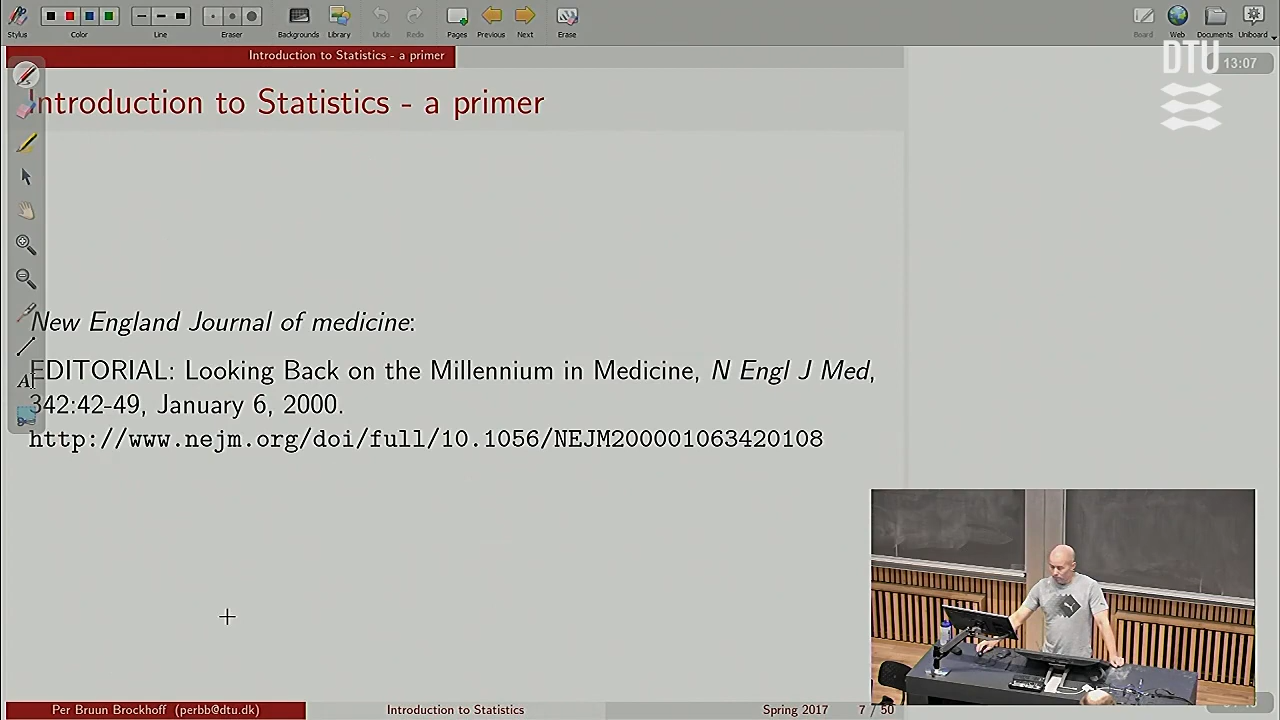 Stylus
Color
Line
Eraser
Backgrounds
Library
Undo
Redo
Pages
Previous
Next
Erase
Board
Web
Documents
Uniboard
Introduction to Statistics - a primer
DTU
13:07
Introduction to Statistics - a primer
New England Journal of medicine:
EDITORIAL: Looking Back on the Millennium in Medicine, N Engl J Med,
342:42-49, January 6, 2000.
http://www.nejm.org/doi/full/10.1056/NEJM200001063420108
Per Bruun Brockhoff (perbb@dtu.dk)
Introduction to Statistics
Spring 2017
7 / 50